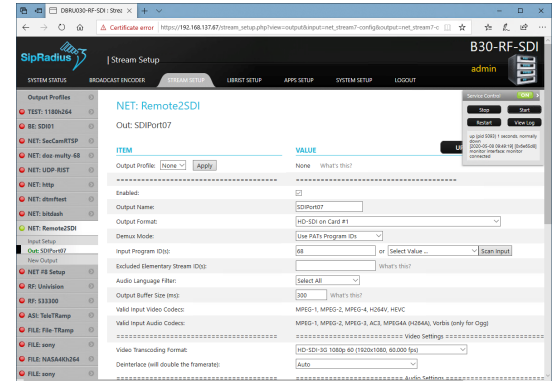 DBRU030-RF-SDI : Strea
Certificate error
https://192.168.137.67/stream_setup.php?view=output&input=net_stream7-config&output=net_stream7-c
SipRadius
| Stream Setup
B30-RF-SDI
admin
SYSTEM STATUS BROADCAST ENCODER STREAM SETUP LIBRIST SETUP APPS SETUP SYSTEM SETUP LOGOUT
Service Control ON
Stop Start
Restart View Log
up (pid 5093) 1 seconds, normally
down
monitor interface: monitor
connected
Output Profiles
TEST: 1180h264
BE: SDI01
NET: SecCamRTSP
NET: dos-multy-68
NET: UDP-RIST
NET: http
NET: dtmftest
NET: bitdash
NET: Remote2SDI
Input Setup
Out: SDIPort07
New Output
NET F8 Setup
RF: Univision
RF: 533300
ASI: TeleTRamp
FILE: File-TRamp
FILE: sony
FILE: NASA4Kh264
FILE: sony
NET: Remote2SDI
Out: SDIPort07
ITEM VALUE
Output Profile: None Apply None What's this?
Enabled:
Output Name: SDIPort07
Output Format: HD-SDI on Card #1
Demux Mode: Use PATs Program IDs
Input Program ID(s): 68 or Select Value ... Scan Input
Excluded Elementary Stream ID(s): What's this?
Audio Language Filter: Select All
Output Buffer Size (ms): 300 What's this?
Valid Input Video Codecs: MPEG-1, MPEG-2, MPEG-4, H264V, HEVC
Valid Input Audio Codecs: MPEG-1, MPEG-2, MPEG-3, AC3, MPEG4A (H264A), Vorbis (only for Ogg)
Video Settings
Video Transcoding Format: HD-SDI-3G 1080p 60 (1920x1080, 60.000 fps)
Deinterlace (will double the framerate): Auto
Audio Settings